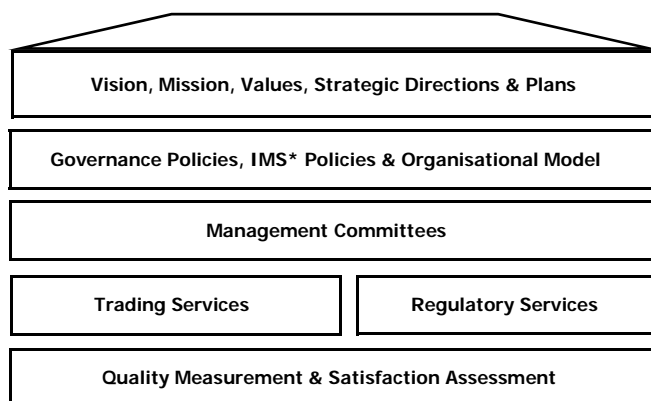 Vision, Mission, Values, Strategic Directions & Plans
Governance Policies, IMS* Policies & Organisational Model
Management Committees
Trading Services
Regulatory Services
Quality Measurement & Satisfaction Assessment